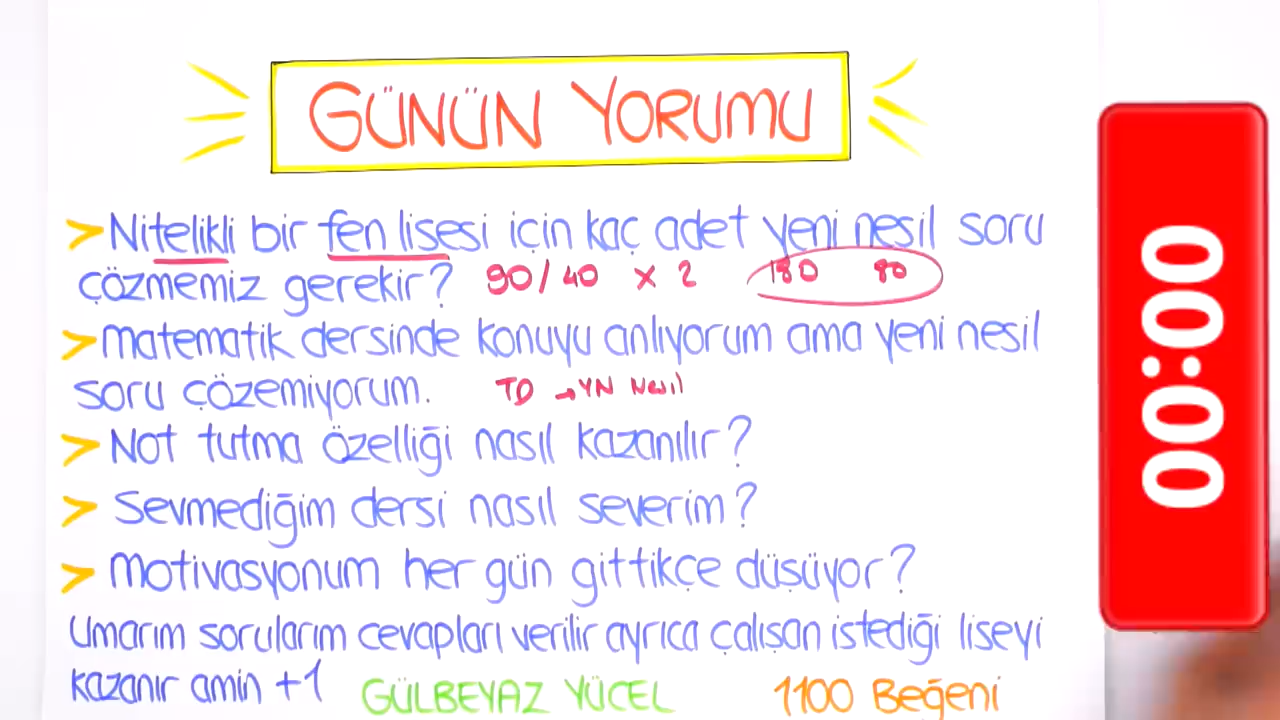 GÜNÜN YORUMU
> Nitelikli bir fen lisesi için kaç adet yeni nesil soru
çözmemiz gerekir? 90/40 x 2 180 80
> Matematik dersinde konuyu anlıyorum ama yeni nesil
soru çözemiyorum. TD → YN Nesil
> Not tutma özelliği nasıl kazanılır?
> Sevmediğim dersi nasıl severim?
> Motivasyonum her gün gittikçe düşüyor?
Umarım sorularım cevapları verilir ayrıca çalışan istediği liseyi
kazanır amin +1 GÜLBEYAZ YÜCEL 1100 Beğeni
00:00